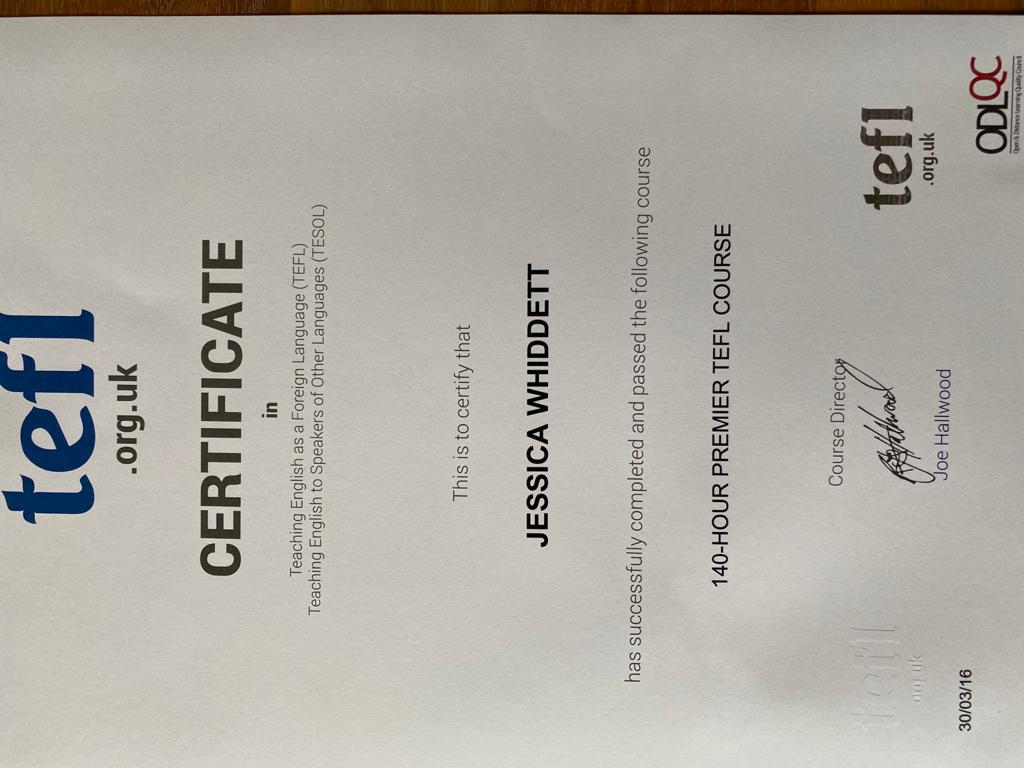 tefl
.org.uk
CERTIFICATE
in
Teaching English as a Foreign Language (TEFL)
Teaching English to Speakers of Other Languages (TESOL)
This is to certify that
JESSICA WHIDDETT
has successfully completed and passed the following course
140-HOUR PREMIER TEFL COURSE
Course Director
Joe Hallwood
tefl
.org.uk
tefl
.org.uk
30/03/16
ODLQC
Open & Distance Learning Quality Council